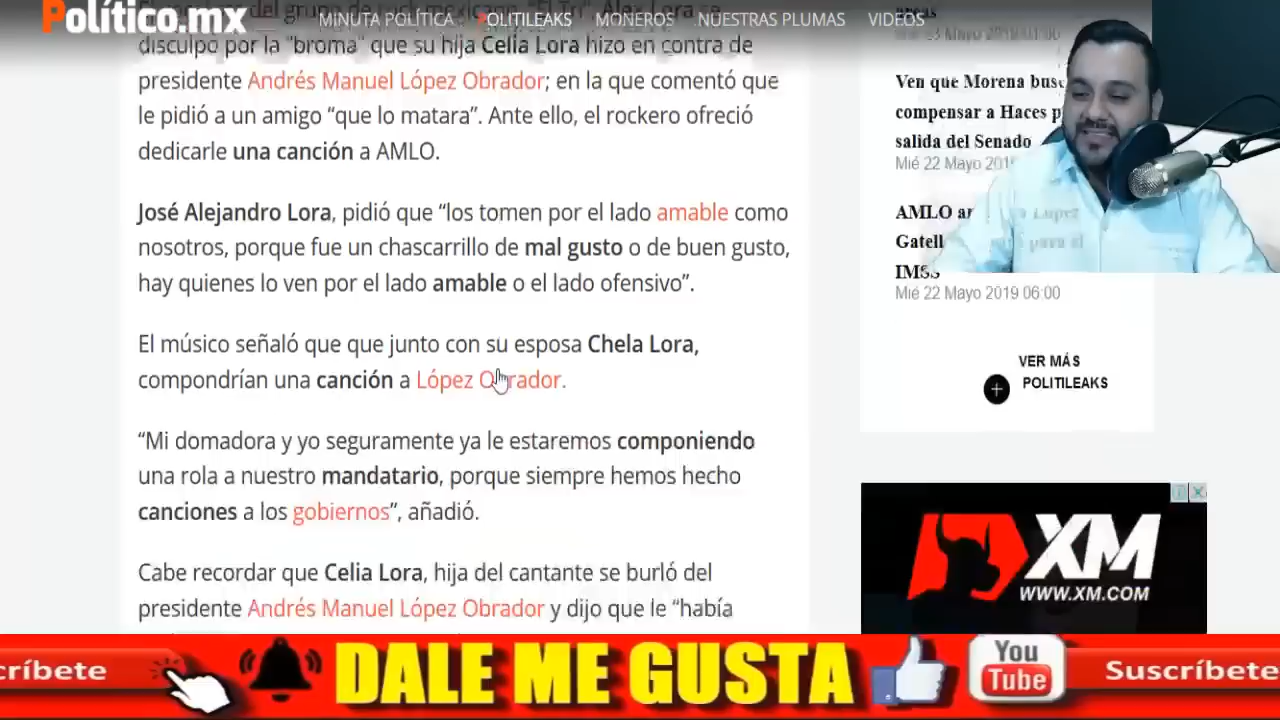 Político.mx
MINUTA POLÍTICA
POLITILEAKS
MONEROS
NUESTRAS PLUMAS
VIDEOS
disculpó por la "broma" que su hija Celia Lora hizo en contra de
presidente Andrés Manuel López Obrador; en la que comentó que
le pidió a un amigo “que lo matara”. Ante ello, el rockero ofreció
dedicarle una canción a AMLO.
José Alejandro Lora, pidió que “los tomen por el lado amable como
nosotros, porque fue un chascarrillo de mal gusto o de buen gusto,
hay quienes lo ven por el lado amable o el lado ofensivo”.
El músico señaló que que junto con su esposa Chela Lora,
compondrían una canción a López Obrador.
“Mi domadora y yo seguramente ya le estaremos componiendo
una rola a nuestro mandatario, porque siempre hemos hecho
canciones a los gobiernos”, añadió.
Cabe recordar que Celia Lora, hija del cantante se burló del
presidente Andrés Manuel López Obrador y dijo que le “había
Ven que Morena bus
compensar a Haces p
salida del Senado
Mié 22 Mayo 201
AMLO
Gatell
IMSS
Mié 22 Mayo 2019 06:00
VER MÁS
POLITILEAKS
XM
WWW.XM.COM
críbete
DALE ME GUSTA
You
Tube
Suscríbete